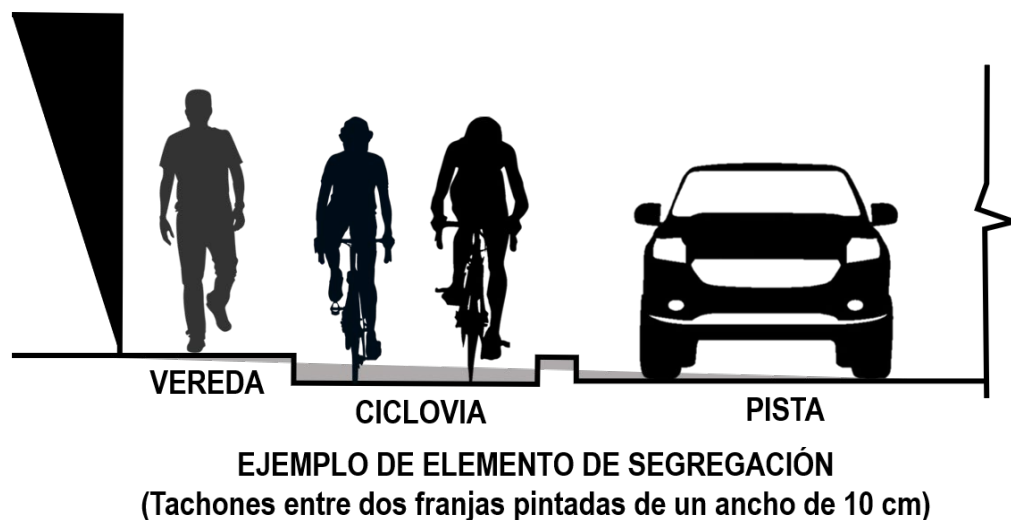 VEREDA
CICLOVIA
PISTA
EJEMPLO DE ELEMENTO DE SEGREGACIÓN
(Tachones entre dos franjas pintadas de un ancho de 10 cm)